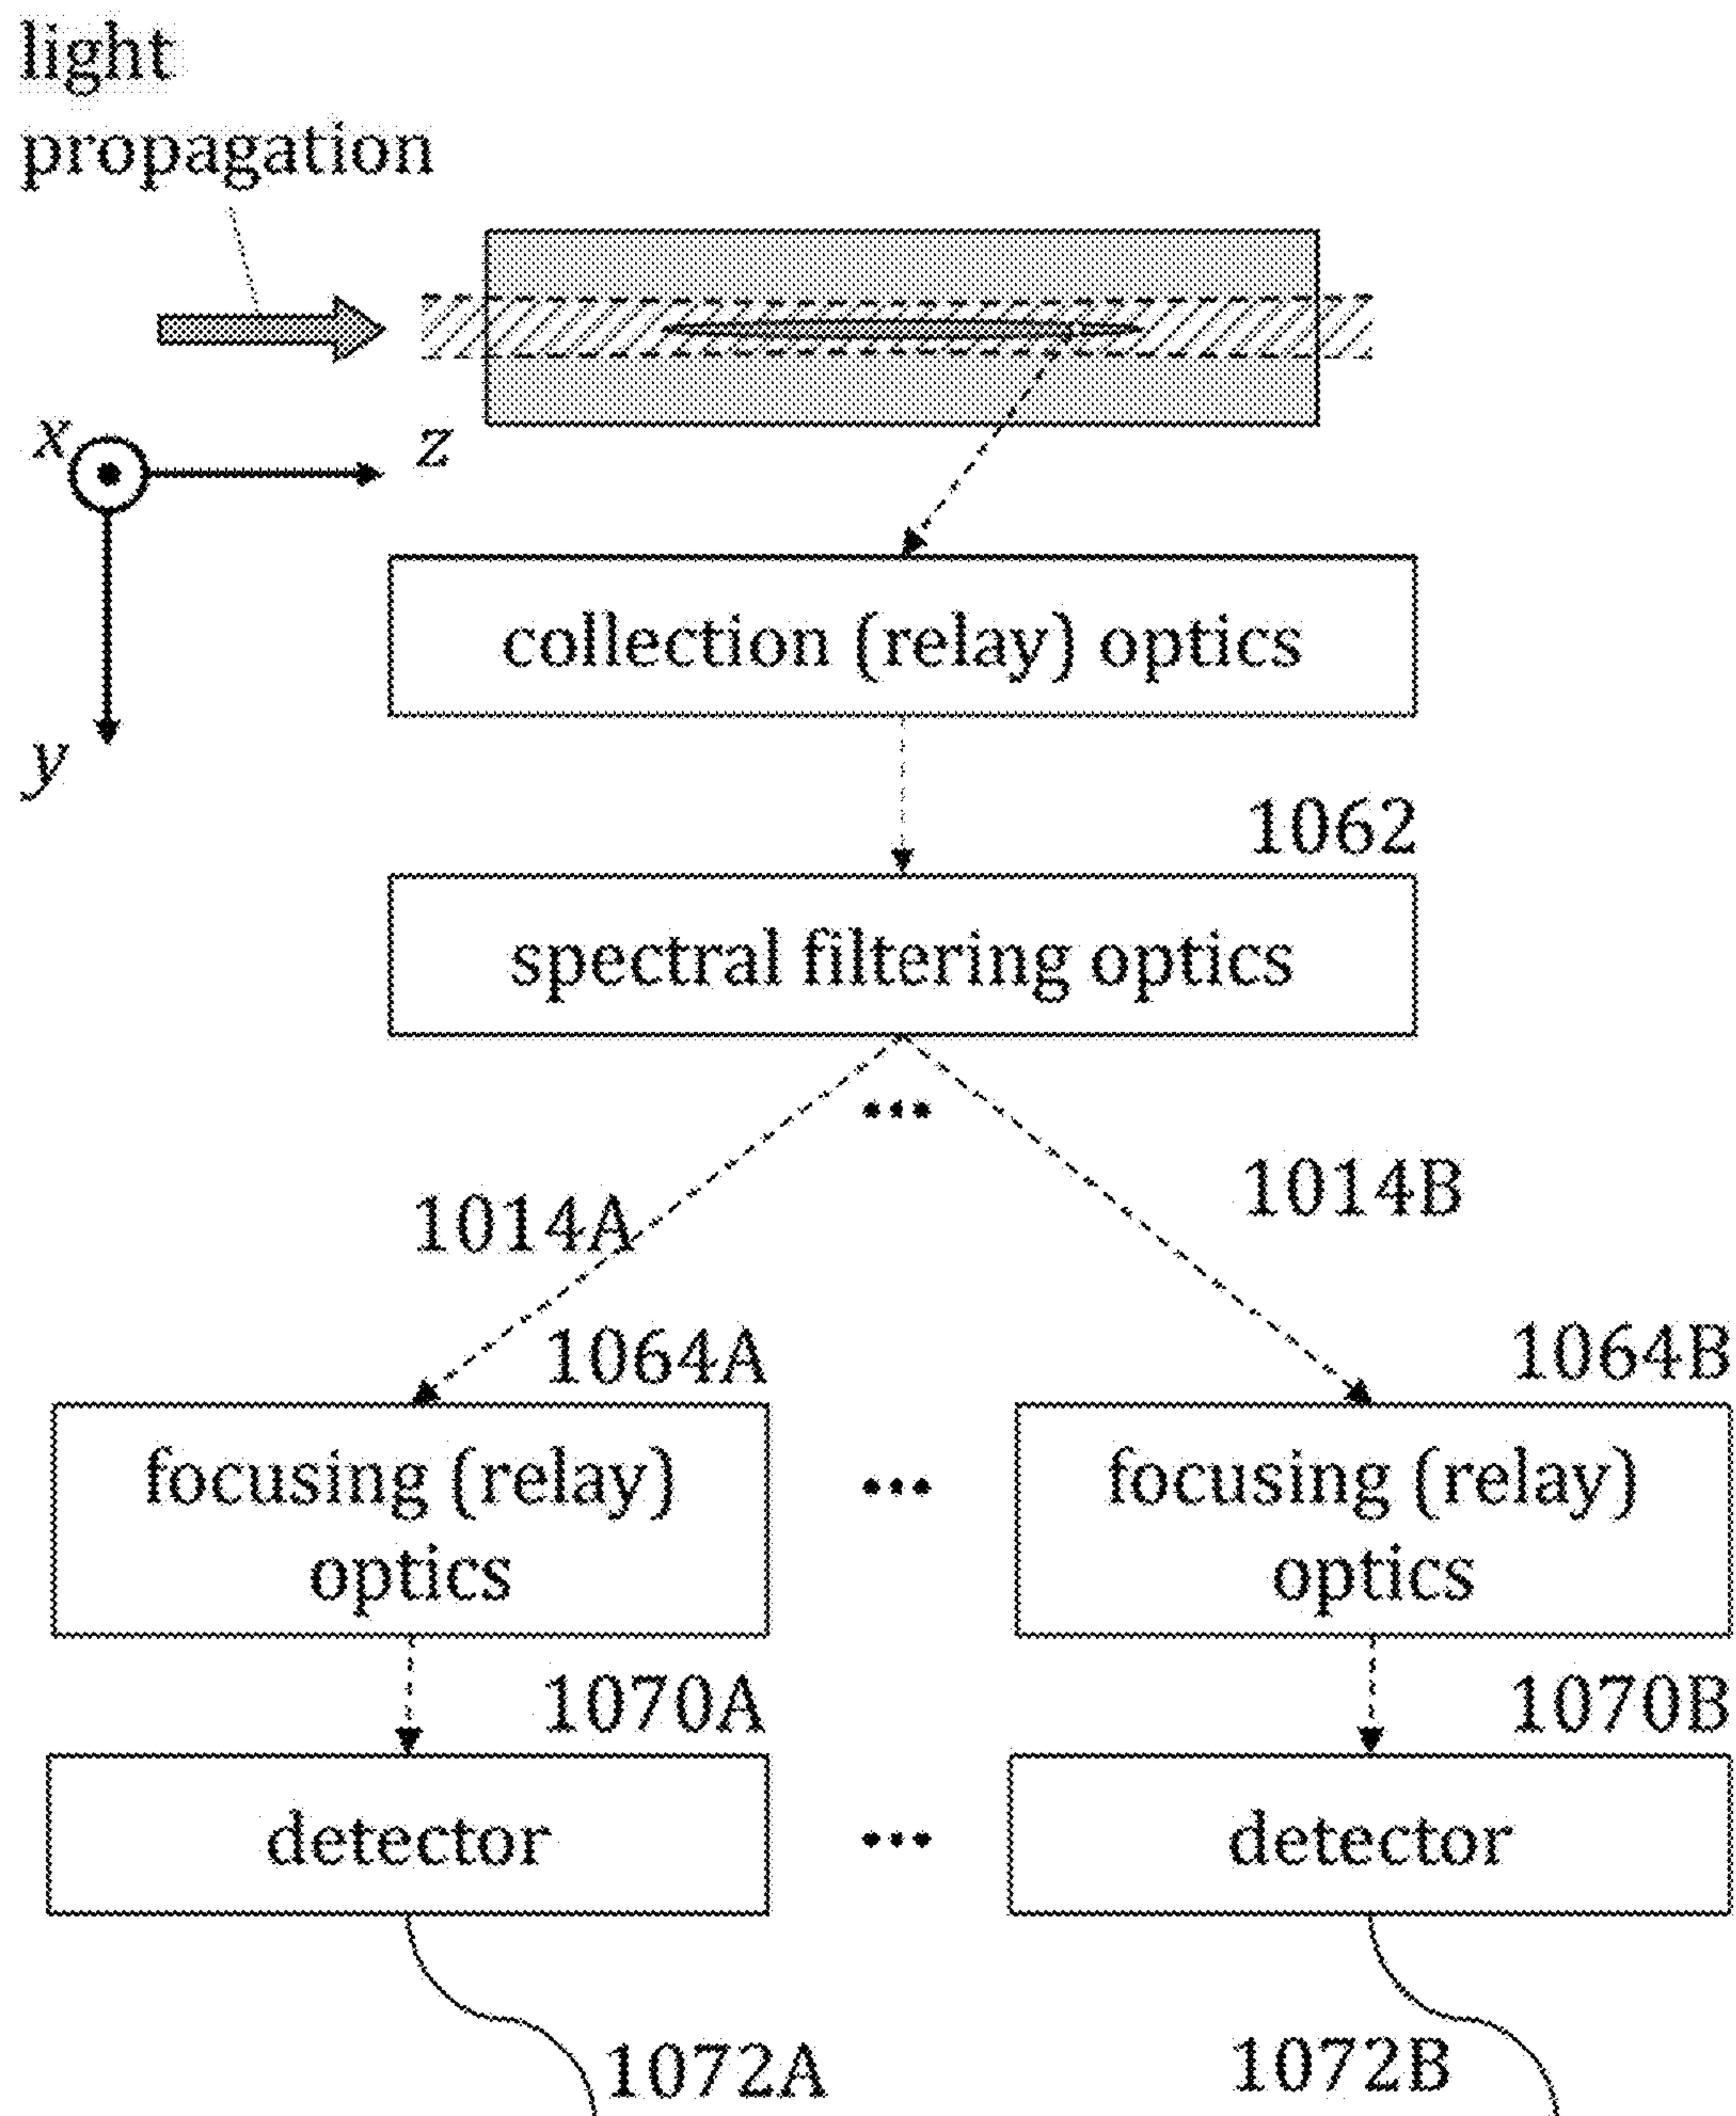 light
propagation
x
z
y
collection (relay) optics
1062
spectral filtering optics
...
1014A
1014B
1064A
1064B
focusing (relay)
optics
...
focusing (relay)
optics
1070A
1070B
detector
...
detector
1072A
1072B